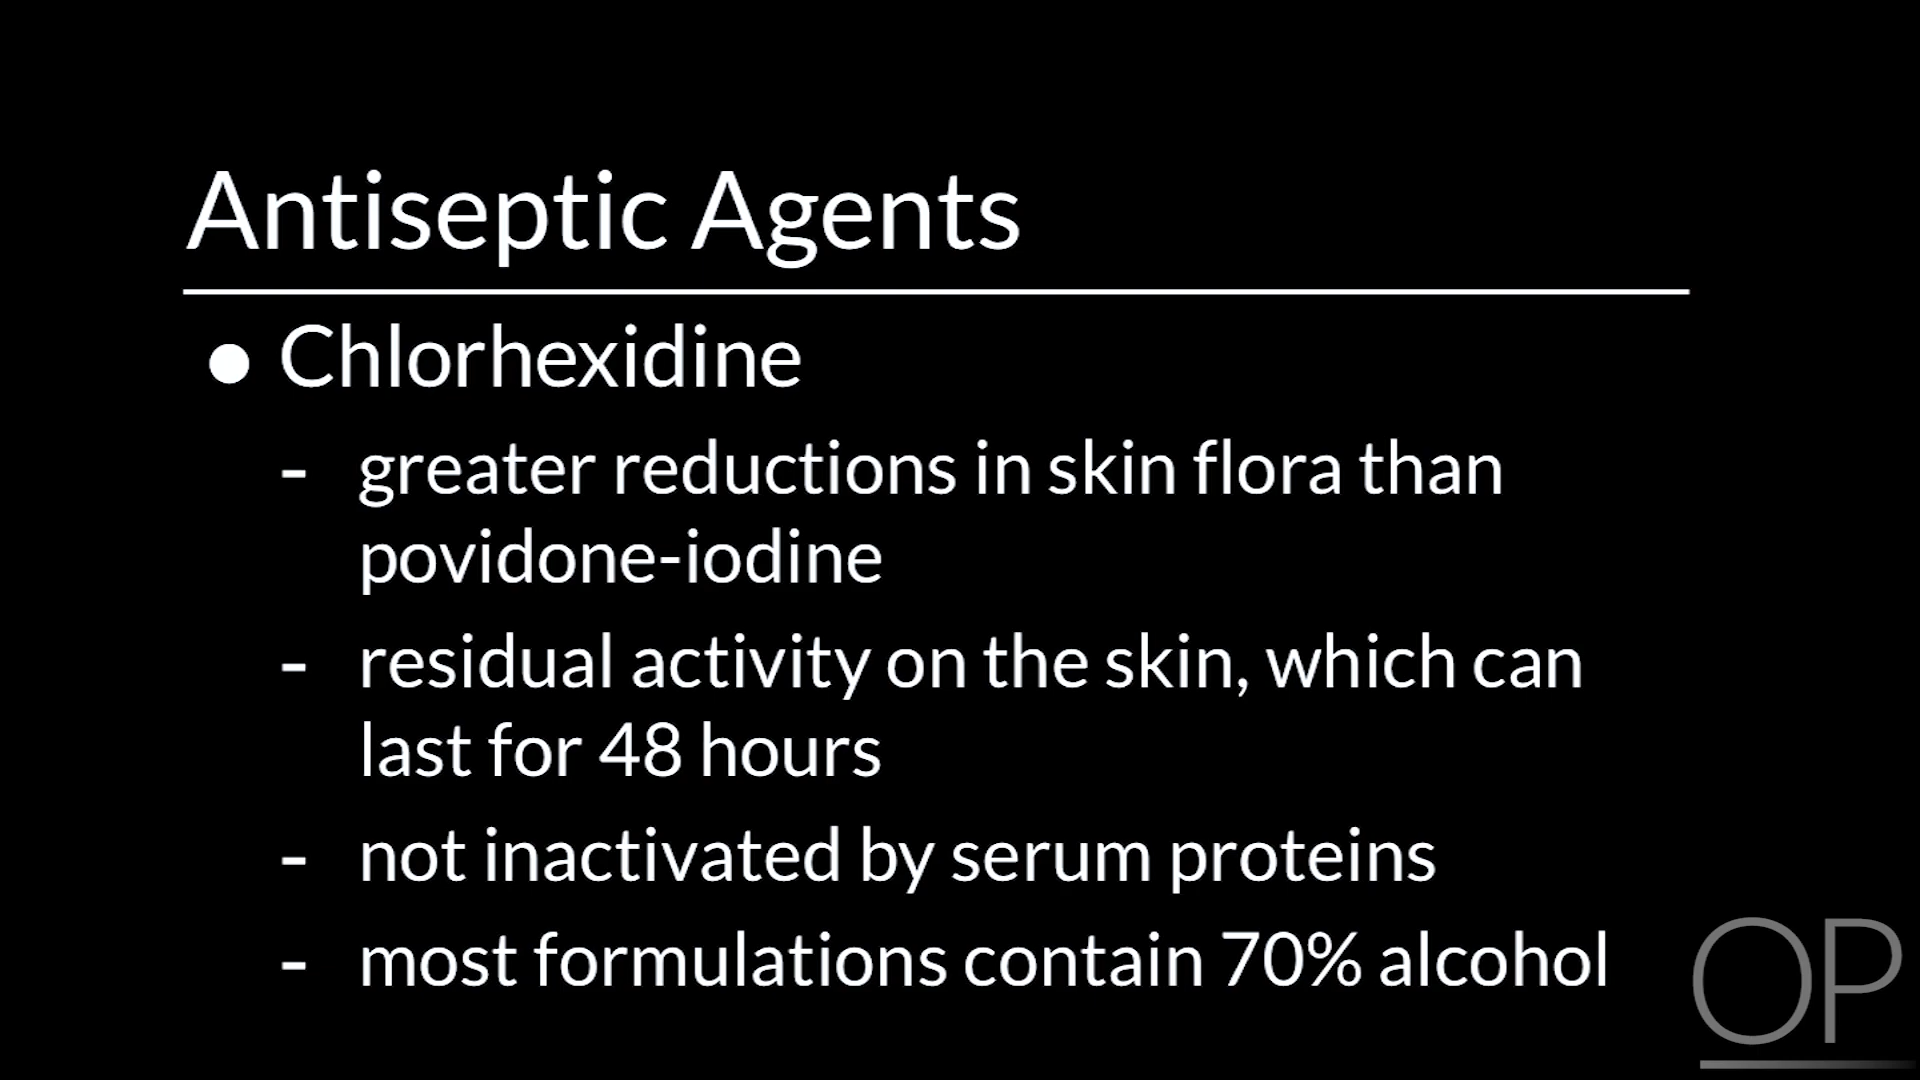 Antiseptic Agents
● Chlorhexidine
- greater reductions in skin flora than
povidone-iodine
- residual activity on the skin, which can
last for 48 hours
- not inactivated by serum proteins
- most formulations contain 70% alcohol
OP